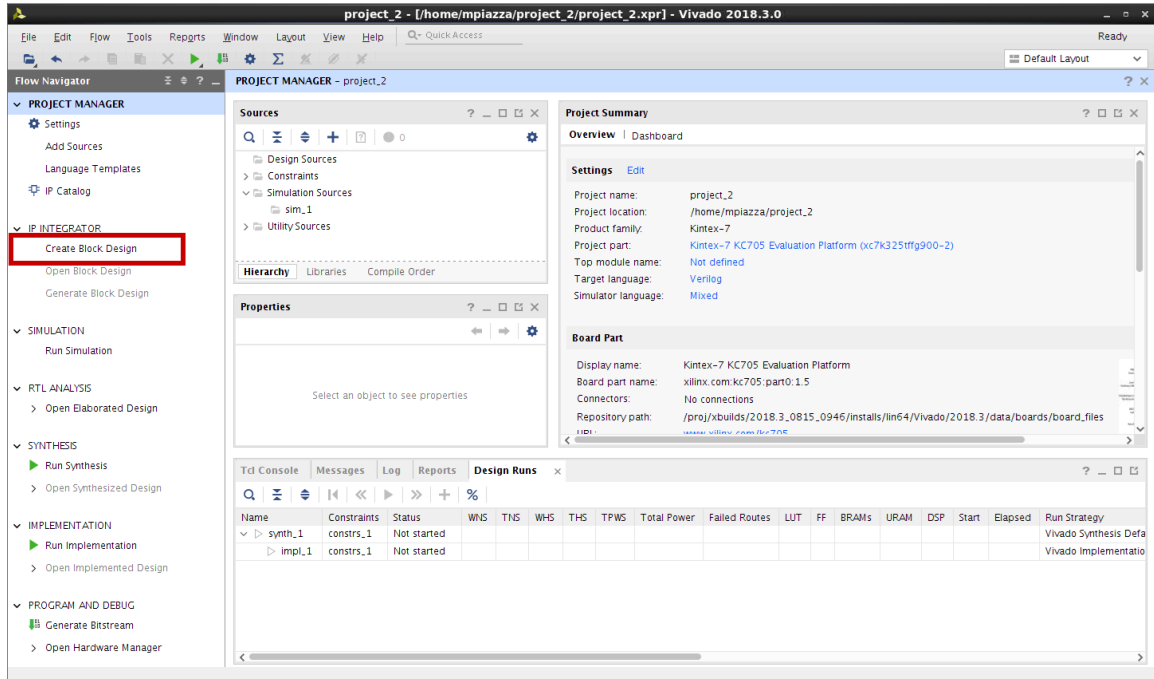 project_2 - [/home/mpiazza/project_2/project_2.xpr] - Vivado 2018.3.0
File Edit Flow Tools Reports Window Layout View Help Quick Access Ready
Default Layout
Flow Navigator
PROJECT MANAGER
Settings
Add Sources
Language Templates
IP Catalog
IP INTEGRATOR
Create Block Design
Open Block Design
Generate Block Design
SIMULATION
Run Simulation
RTL ANALYSIS
Open Elaborated Design
SYNTHESIS
Run Synthesis
Open Synthesized Design
IMPLEMENTATION
Run Implementation
Open Implemented Design
PROGRAM AND DEBUG
Generate Bitstream
Open Hardware Manager
PROJECT MANAGER - project_2
Sources
0
Design Sources
Constraints
Simulation Sources
sim_1
Utility Sources
Hierarchy Libraries Compile Order
Properties
Select an object to see properties
Project Summary
Overview | Dashboard
Settings Edit
Project name: project_2
Project location: /home/mpiazza/project_2
Product family: Kintex-7
Project part: Kintex-7 KC705 Evaluation Platform (xc7k325tffg900-2)
Top module name: Not defined
Target language: Verilog
Simulator language: Mixed
Board Part
Display name: Kintex-7 KC705 Evaluation Platform
Board part name: xilinx.com:kc705:part0:1.5
Connectors: No connections
Repository path: /proj/xbuilds/2018.3_0815_0946/installs/lin64/Vivado/2018.3/data/boards/board_files
URL: www.xilinx.com/kc705
Tcl Console Messages Log Reports Design Runs
Name Constraints Status WNS TNS WHS THS TPWS Total Power Failed Routes LUT FF BRAMs URAM DSP Start Elapsed Run Strategy
synth_1 constrs_1 Not started Vivado Synthesis Defa
impl_1 constrs_1 Not started Vivado Implementatio